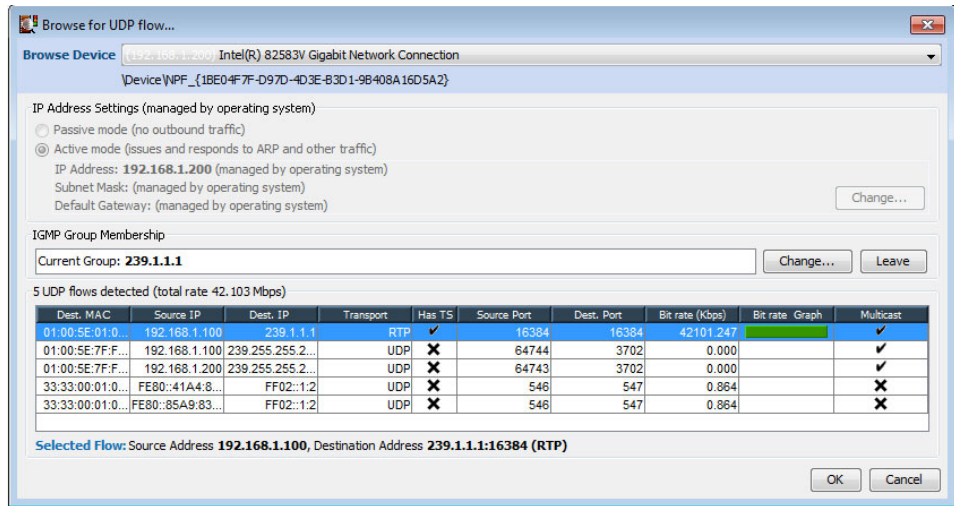 Browse for UDP flow...
Browse Device (192.168.1.200) Intel(R) 82583V Gigabit Network Connection
\Device\NPF_{1BE04F7F-D97D-4D3E-B3D1-9B408A16D5A2}
IP Address Settings (managed by operating system)
Passive mode (no outbound traffic)
Active mode (issues and responds to ARP and other traffic)
IP Address: 192.168.1.200 (managed by operating system)
Subnet Mask: (managed by operating system)
Default Gateway: (managed by operating system)
Change...
IGMP Group Membership
Current Group: 239.1.1.1 Change... Leave
5 UDP flows detected (total rate 42.103 Mbps)
Dest. MAC Source IP Dest. IP Transport Has TS Source Port Dest. Port Bit rate (Kbps) Bit rate Graph Multicast
01:00:5E:01:0... 192.168.1.100 239.1.1.1 RTP ✔ 16384 16384 42101.247 ✔
01:00:5E:7F:F... 192.168.1.100 239.255.255.2... UDP ✖ 64744 3702 0.000 ✔
01:00:5E:7F:F... 192.168.1.200 239.255.255.2... UDP ✖ 64743 3702 0.000 ✔
33:33:00:01:0... FE80::41A4:8... FF02::1:2 UDP ✖ 546 547 0.864 ✖
33:33:00:01:0... FE80::85A9:83... FF02::1:2 UDP ✖ 546 547 0.864 ✖
Selected Flow: Source Address 192.168.1.100, Destination Address 239.1.1.1:16384 (RTP)
OK Cancel